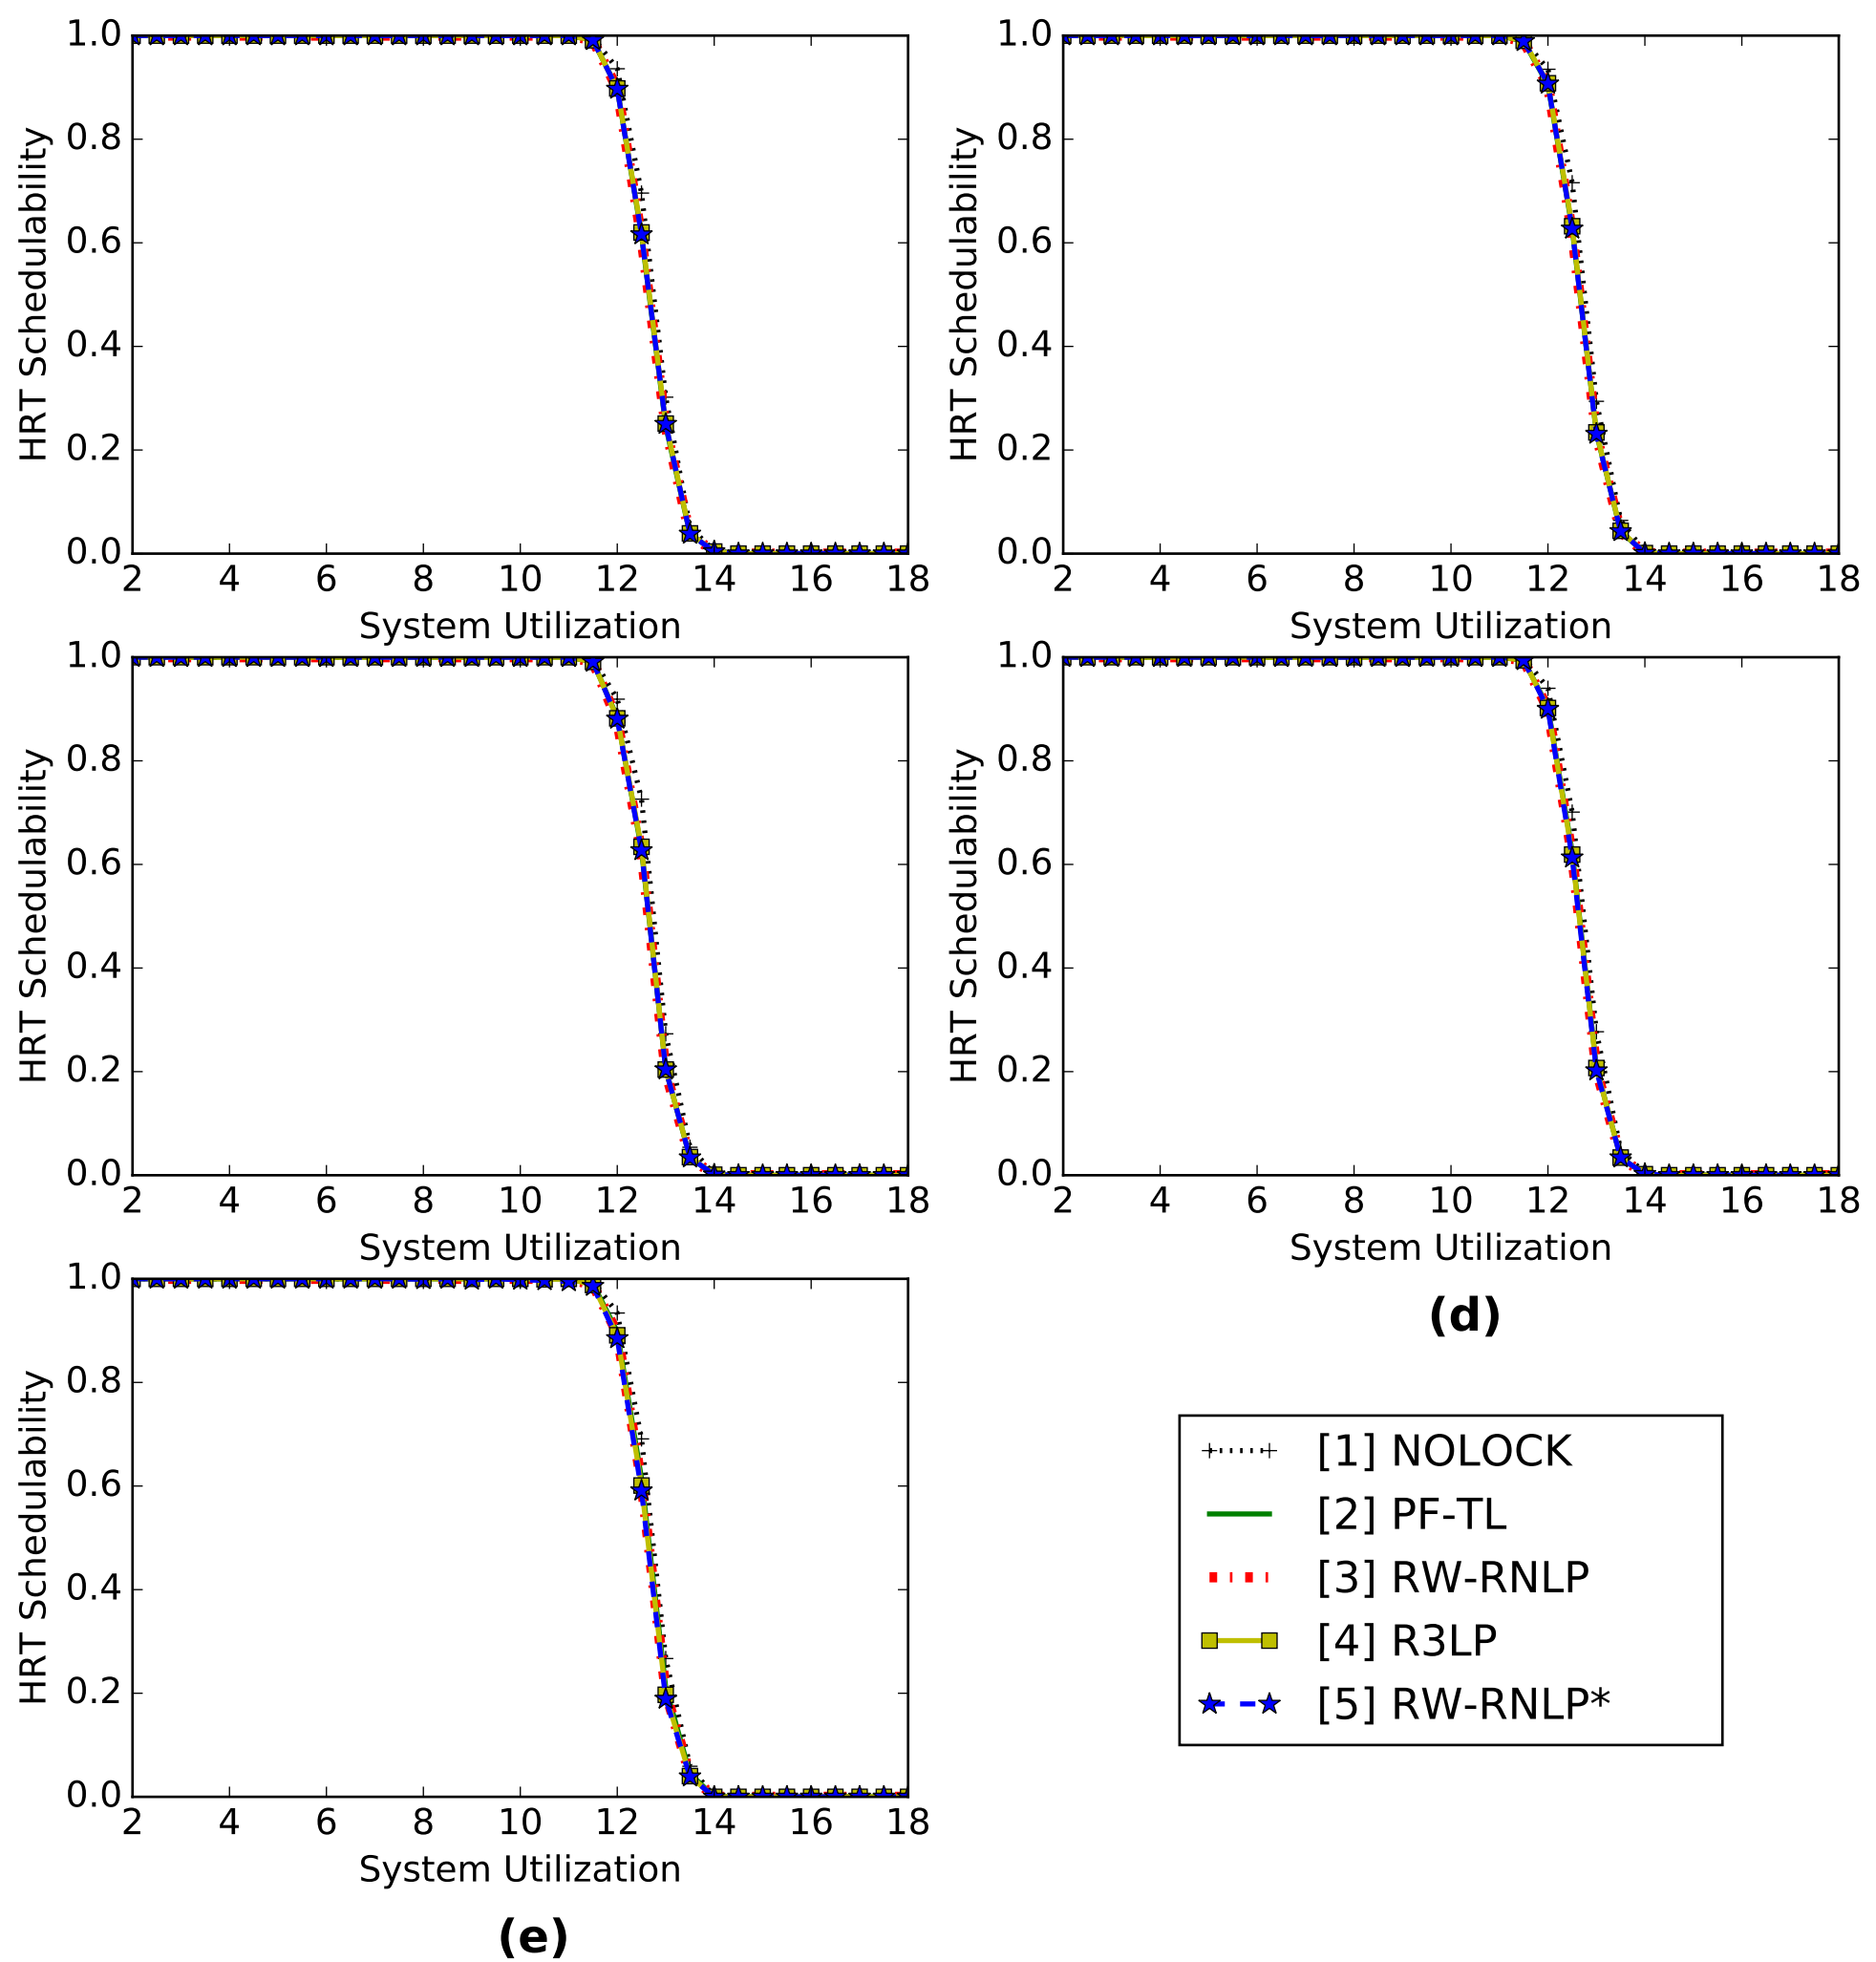 1.0
0.8
0.6
0.4
0.2
0.0
HRT Schedulability
2 4 6 8 10 12 14 16 18
System Utilization
1.0
0.8
0.6
0.4
0.2
0.0
HRT Schedulability
2 4 6 8 10 12 14 16 18
System Utilization
1.0
0.8
0.6
0.4
0.2
0.0
HRT Schedulability
2 4 6 8 10 12 14 16 18
System Utilization
1.0
0.8
0.6
0.4
0.2
0.0
HRT Schedulability
2 4 6 8 10 12 14 16 18
System Utilization
(d)
1.0
0.8
0.6
0.4
0.2
0.0
HRT Schedulability
2 4 6 8 10 12 14 16 18
System Utilization
(e)
[1] NOLOCK
[2] PF-TL
[3] RW-RNLP
[4] R3LP
[5] RW-RNLP*